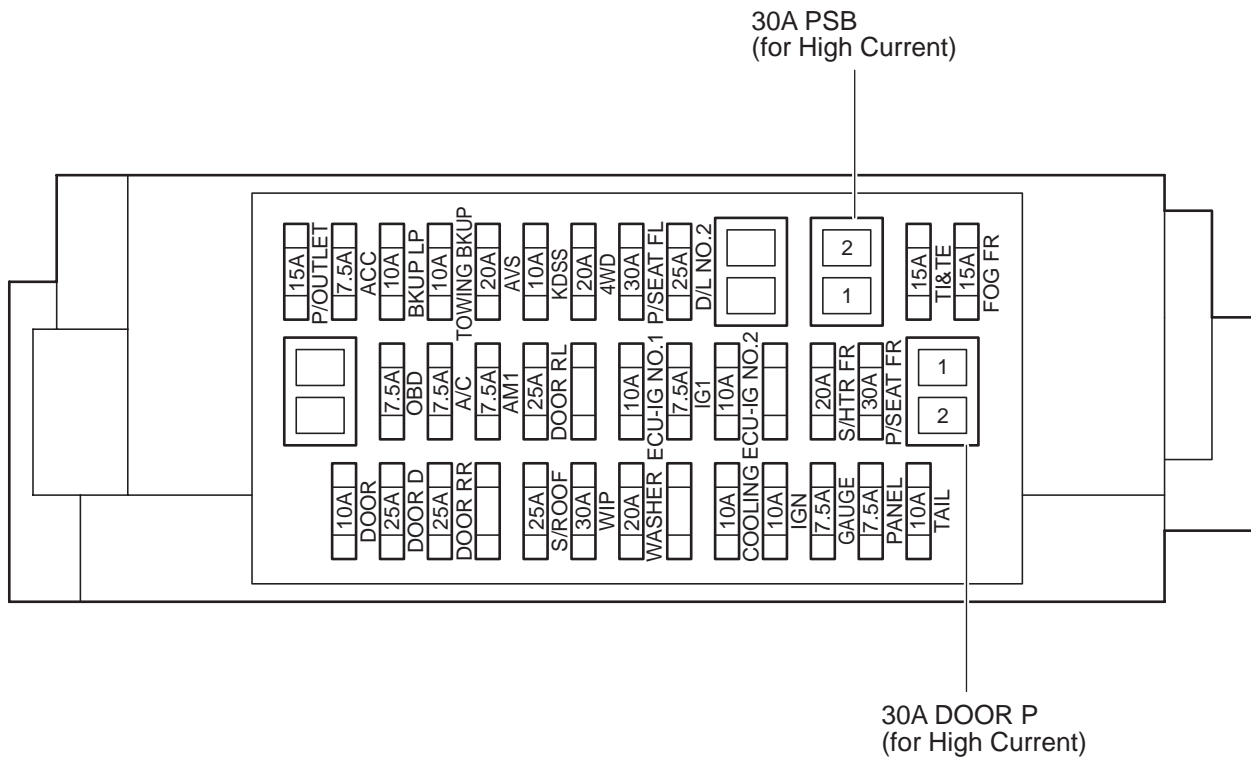 30A PSB
(for High Current)
15A P/OUTLET
7.5A ACC
10A BKUP LP
10A TOWING BKUP
20A AVS
10A KDSS
20A 4WD
30A P/SEAT FL
25A D/L NO.2
2
1
15A TI&TE
15A FOG FR
7.5A OBD
7.5A A/C
7.5A AM1
25A DOOR RL
10A ECU-IG NO.1
7.5A IG1
10A ECU-IG NO.2
20A S/HTR FR
30A P/SEAT FR
1
2
10A DOOR
25A DOOR D
25A DOOR RR
25A S/ROOF
30A WIP
20A WASHER
10A COOLING
10A IGN
7.5A GAUGE
7.5A PANEL
10A TAIL
30A DOOR P
(for High Current)